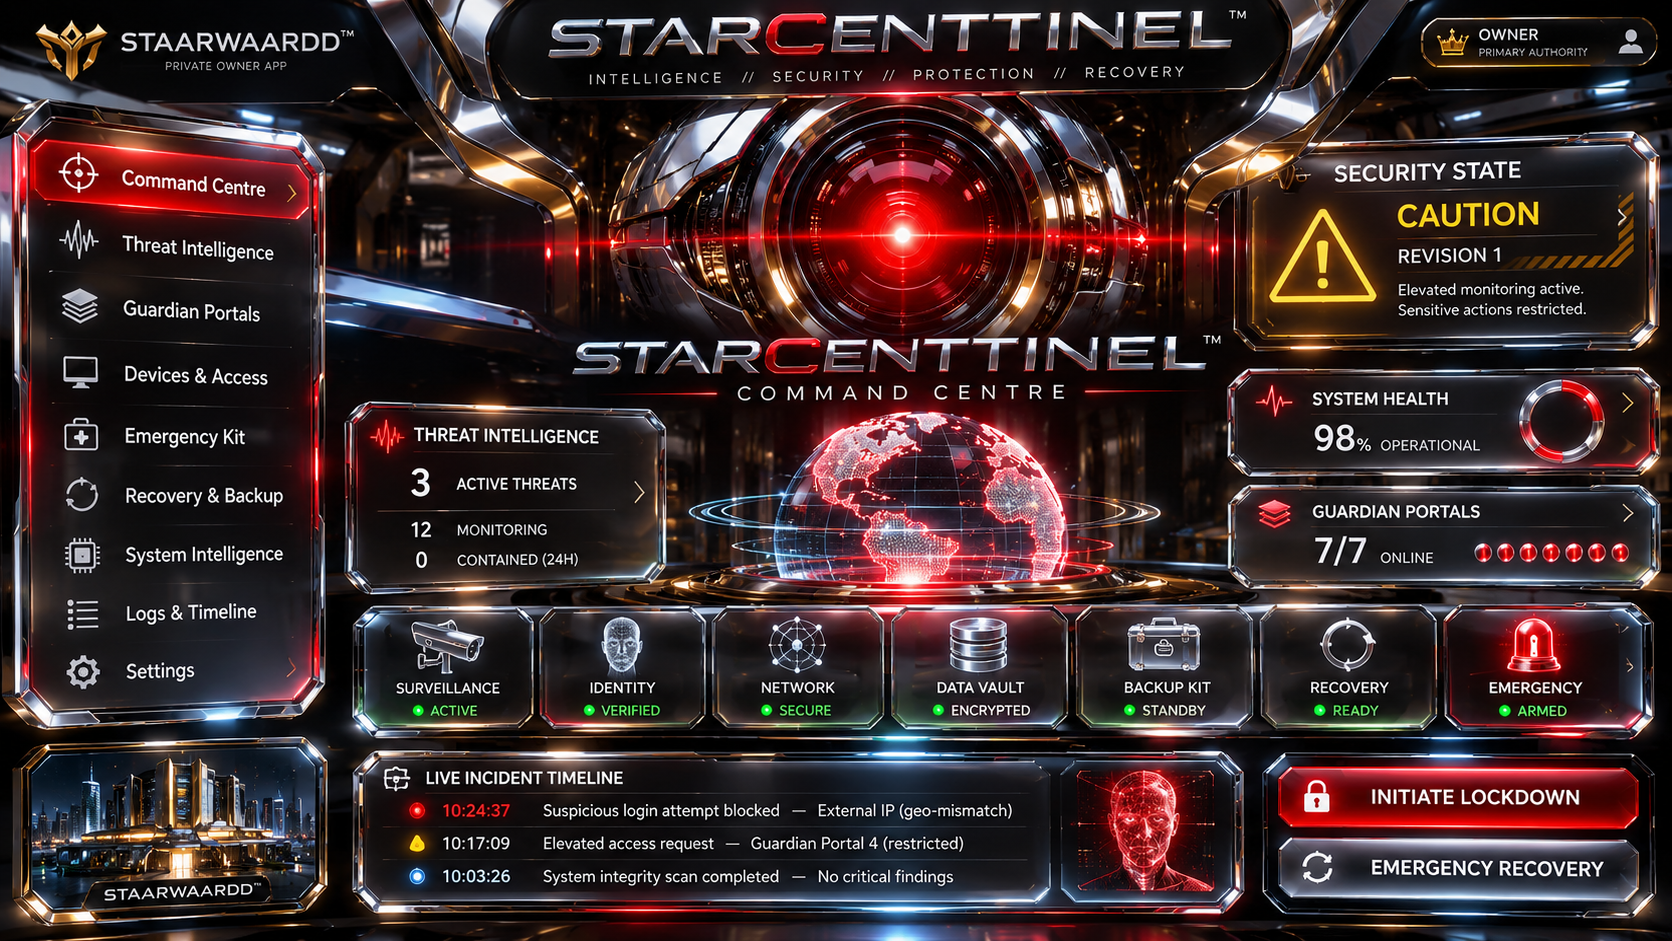 STAARWAARDD™
PRIVATE OWNER APP
STARCENTTINEL™
INTELLIGENCE // SECURITY // PROTECTION // RECOVERY
OWNER
PRIMARY AUTHORITY
Command Centre
Threat Intelligence
Guardian Portals
Devices & Access
Emergency Kit
Recovery & Backup
System Intelligence
Logs & Timeline
Settings
SECURITY STATE
CAUTION
REVISION 1
Elevated monitoring active.
Sensitive actions restricted.
STARCENTTINEL™
COMMAND CENTRE
THREAT INTELLIGENCE
3 ACTIVE THREATS
12 MONITORING
0 CONTAINED (24H)
SYSTEM HEALTH
98% OPERATIONAL
GUARDIAN PORTALS
7/7 ONLINE
SURVEILLANCE
ACTIVE
IDENTITY
VERIFIED
NETWORK
SECURE
DATA VAULT
ENCRYPTED
BACKUP KIT
STANDBY
RECOVERY
READY
EMERGENCY
ARMED
STAARWAARDD™
LIVE INCIDENT TIMELINE
10:24:37 Suspicious login attempt blocked — External IP (geo-mismatch)
10:17:09 Elevated access request — Guardian Portal 4 (restricted)
10:03:26 System integrity scan completed — No critical findings
INITIATE LOCKDOWN
EMERGENCY RECOVERY